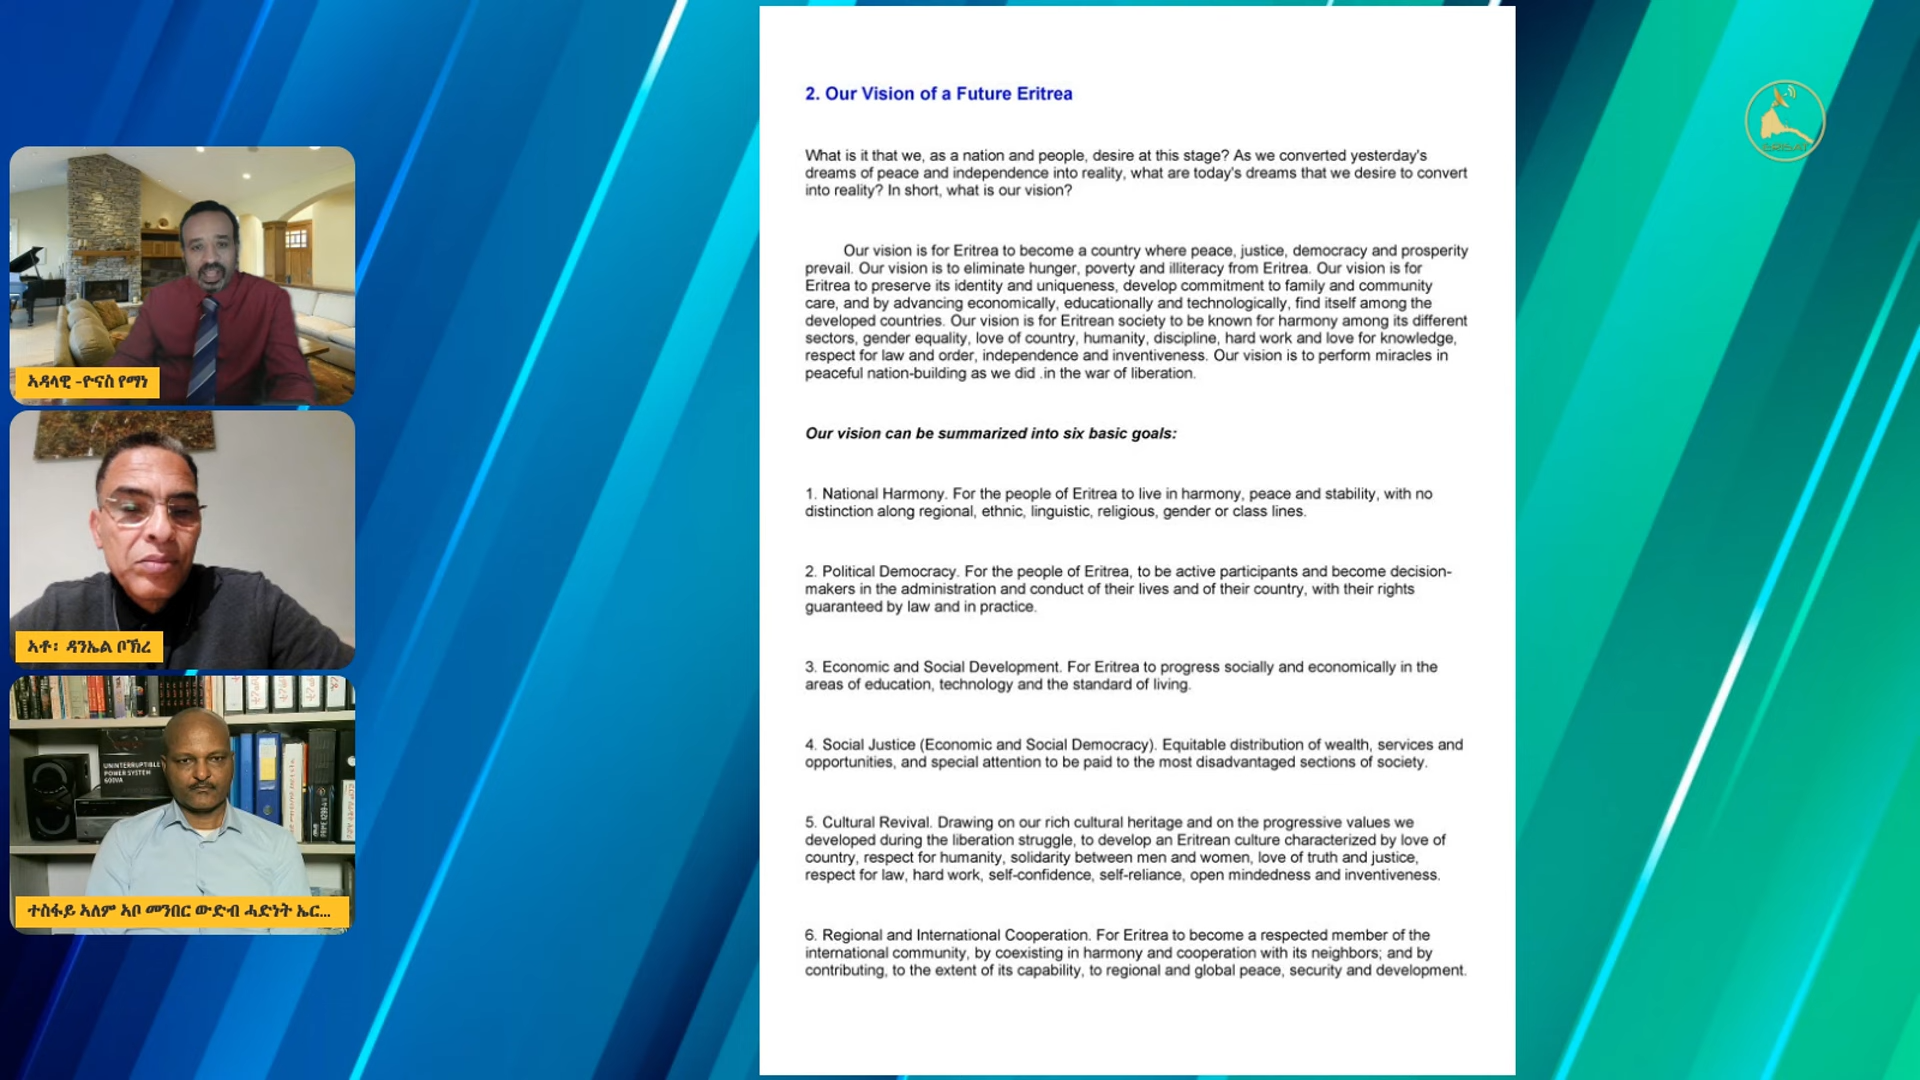 2. Our Vision of a Future Eritrea
What is it that we, as a nation and people, desire at this stage? As we converted yesterday's
dreams of peace and independence into reality, what are today's dreams that we desire to convert
into reality? In short, what is our vision?
Our vision is for Eritrea to become a country where peace, justice, democracy and prosperity
prevail. Our vision is to eliminate hunger, poverty and illiteracy from Eritrea. Our vision is for
Eritrea to preserve its identity and uniqueness, develop commitment to family and community
care, and by advancing economically, educationally and technologically, find itself among the
developed countries. Our vision is for Eritrean society to be known for harmony among its different
sectors, gender equality, love of country, humanity, discipline, hard work and love for knowledge,
respect for law and order, independence and inventiveness. Our vision is to perform miracles in
peaceful nation-building as we did .in the war of liberation.
Our vision can be summarized into six basic goals:
1. National Harmony. For the people of Eritrea to live in harmony, peace and stability, with no
distinction along regional, ethnic, linguistic, religious, gender or class lines.
2. Political Democracy. For the people of Eritrea, to be active participants and become decision-
makers in the administration and conduct of their lives and of their country, with their rights
guaranteed by law and in practice.
3. Economic and Social Development. For Eritrea to progress socially and economically in the
areas of education, technology and the standard of living.
4. Social Justice (Economic and Social Democracy). Equitable distribution of wealth, services and
opportunities, and special attention to be paid to the most disadvantaged sections of society.
5. Cultural Revival. Drawing on our rich cultural heritage and on the progressive values we
developed during the liberation struggle, to develop an Eritrean culture characterized by love of
country, respect for humanity, solidarity between men and women, love of truth and justice,
respect for law, hard work, self-confidence, self-reliance, open mindedness and inventiveness.
6. Regional and International Cooperation. For Eritrea to become a respected member of the
international community, by coexisting in harmony and cooperation with its neighbors; and by
contributing, to the extent of its capability, to regional and global peace, security and development.
ኣዳላዊ -ዮናስ የማነ
ኣቶ፡ ዳንኤል ቦኽረ
UNINTERRUPTIBLE
POWER SYSTEM
600VA
ተስፋይ ኣለም ኣቦ መንበር ውድብ ሓድነት ኤር...
ERISAT